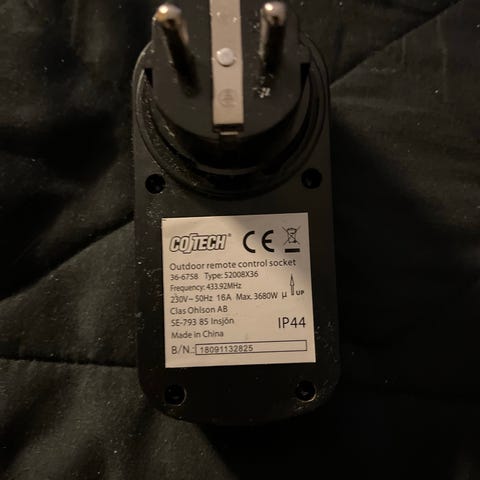 COTECH® CE
Outdoor remote control socket
36-6758 Type: 52008X36
Frequency: 433.92MHz
230V~ 50Hz 16A Max. 3680W µ UP
Clas Ohlson AB
SE-793 85 Insjön IP44
Made in China
B/N.: 18091132825